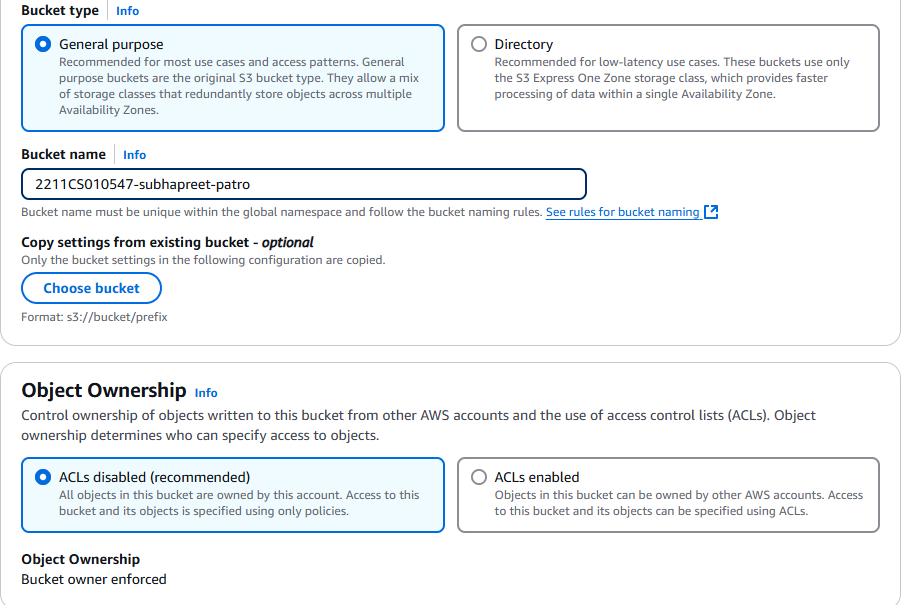 Bucket type Info
General purpose
Recommended for most use cases and access patterns. General
purpose buckets are the original S3 bucket type. They allow a mix
of storage classes that redundantly store objects across multiple
Availability Zones.
Directory
Recommended for low-latency use cases. These buckets use only
the S3 Express One Zone storage class, which provides faster
processing of data within a single Availability Zone.
Bucket name Info
2211CS010547-subhapreet-patro
Bucket name must be unique within the global namespace and follow the bucket naming rules. See rules for bucket naming
Copy settings from existing bucket - optional
Only the bucket settings in the following configuration are copied.
Choose bucket
Format: s3://bucket/prefix
Object Ownership Info
Control ownership of objects written to this bucket from other AWS accounts and the use of access control lists (ACLs). Object
ownership determines who can specify access to objects.
ACLs disabled (recommended)
All objects in this bucket are owned by this account. Access to this
bucket and its objects is specified using only policies.
ACLs enabled
Objects in this bucket can be owned by other AWS accounts. Access
to this bucket and its objects can be specified using ACLs.
Object Ownership
Bucket owner enforced